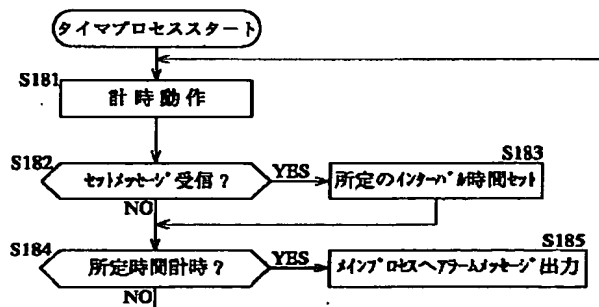 タイマプロセススタート
S181
計時動作
S182
セットメッセージ受信？
YES
S183
所定のインターバル時間セット
NO
S184
所定時間計時？
YES
S185
メインプロセスへアラームメッセージ出力
NO